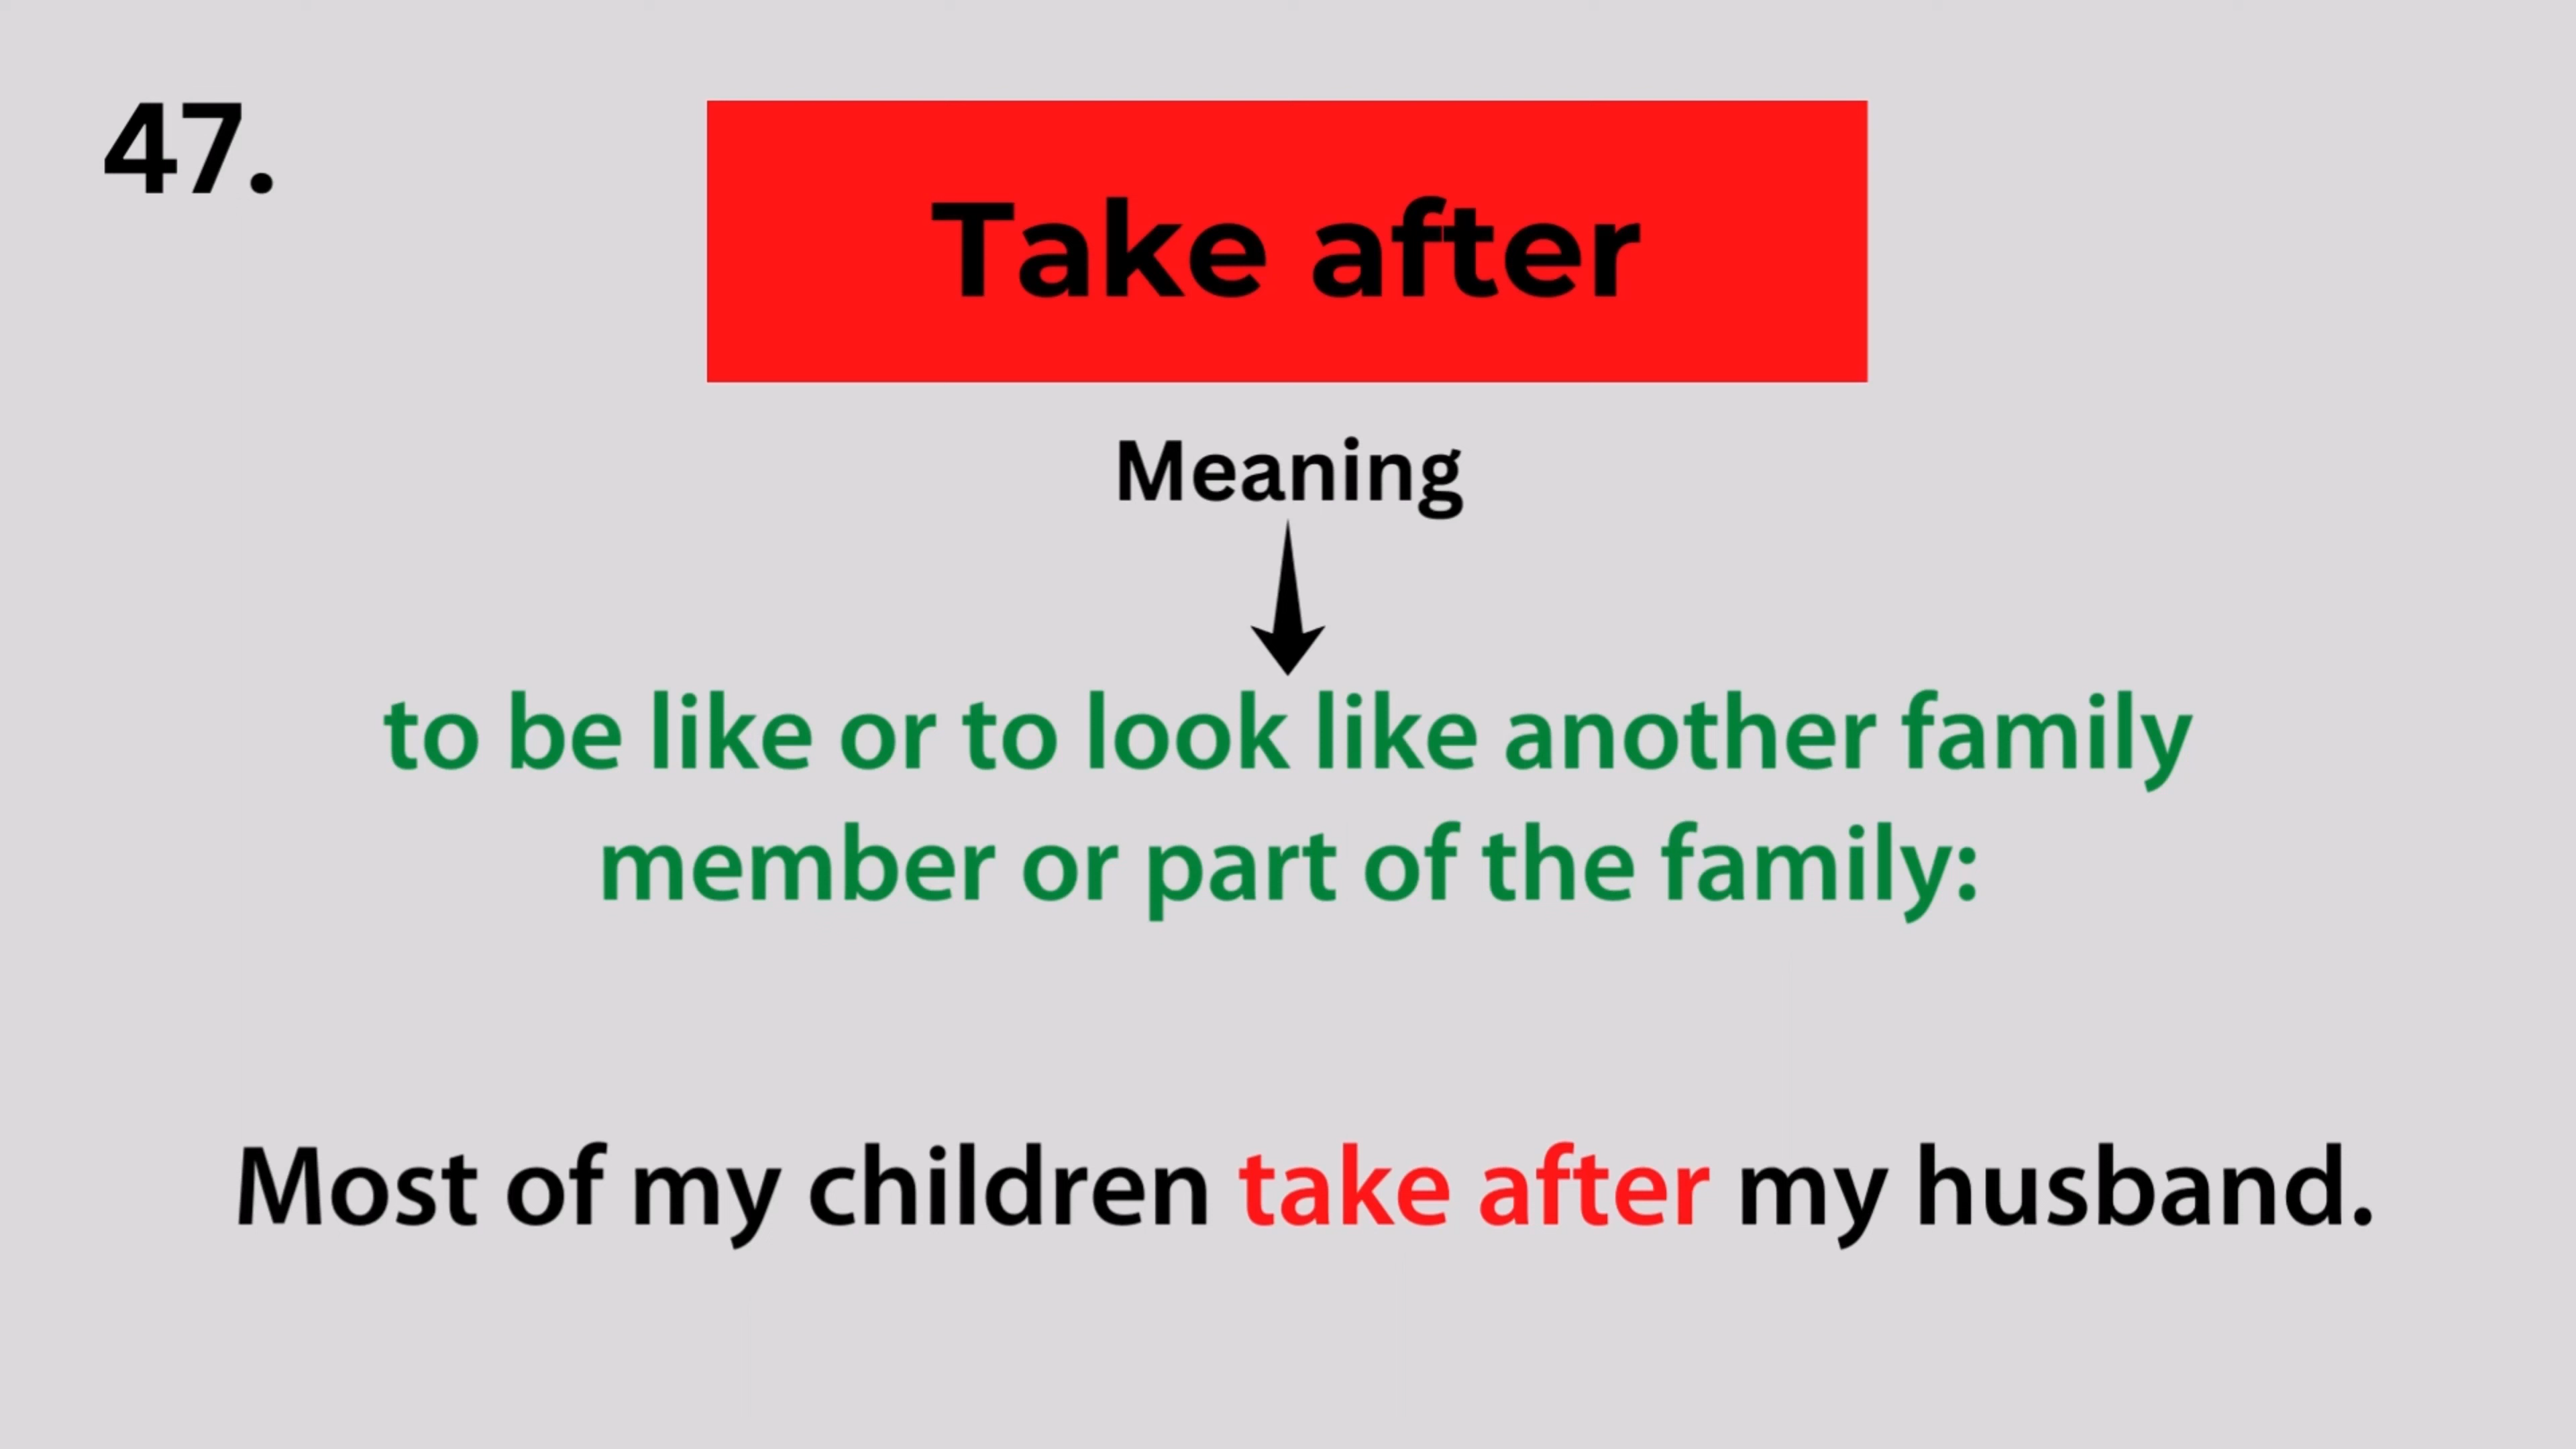 47.
Take after
Meaning
to be like or to look like another family
member or part of the family:
Most of my children take after my husband.